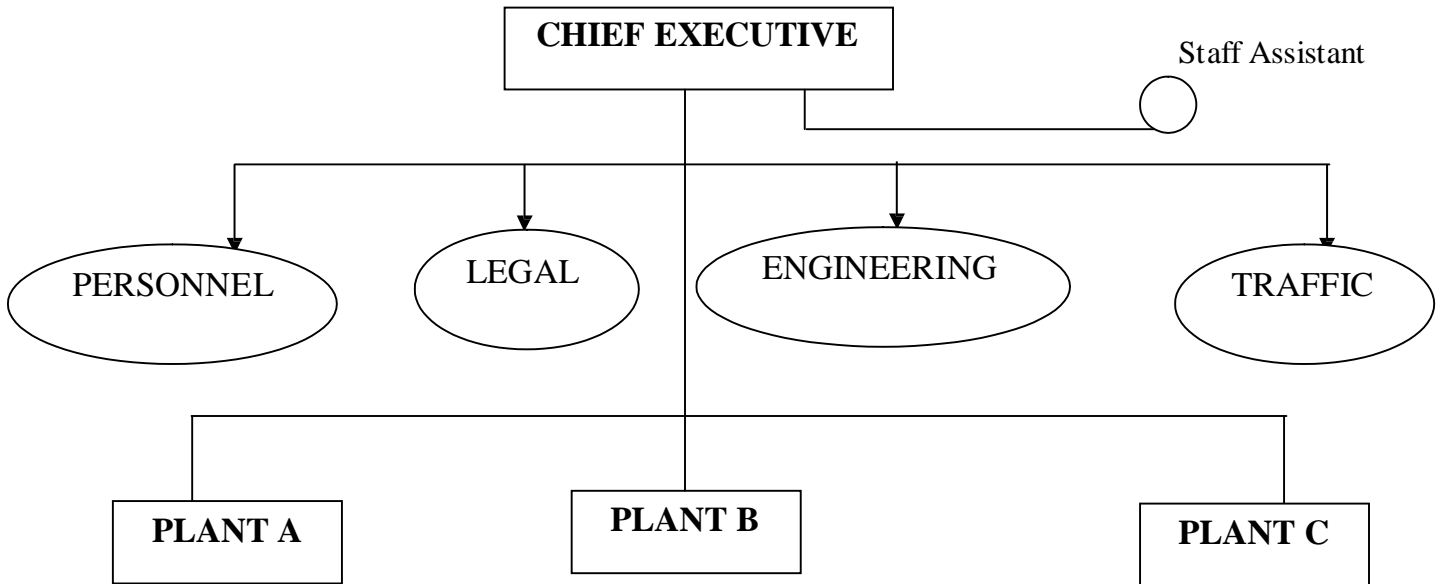 CHIEF EXECUTIVE
Staff Assistant
PERSONNEL
LEGAL
ENGINEERING
TRAFFIC
PLANT A
PLANT B
PLANT C